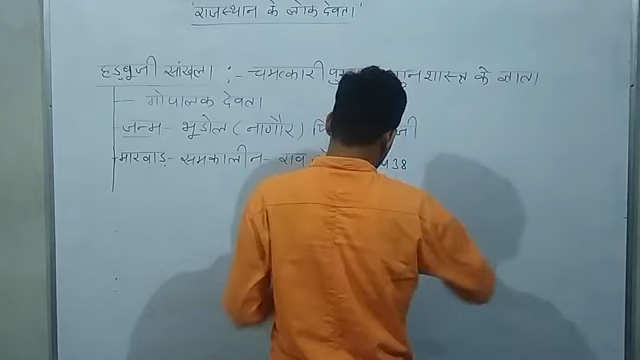 'राजस्थान के लोक देवता'
हड़बूजी सांखला :- चमत्कारी पुरुष शास्त्र के ज्ञाता
गोपालक देवता
जन्म - भूडोल (नागौर)
मारवाड़ - समकालीन - राव 38